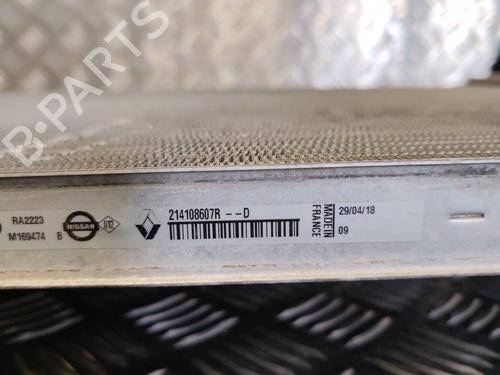 B-PARTS
RA2223
M169474 B
NISSAN
214108607R--D
MADE IN
FRANCE
29/04/18
09